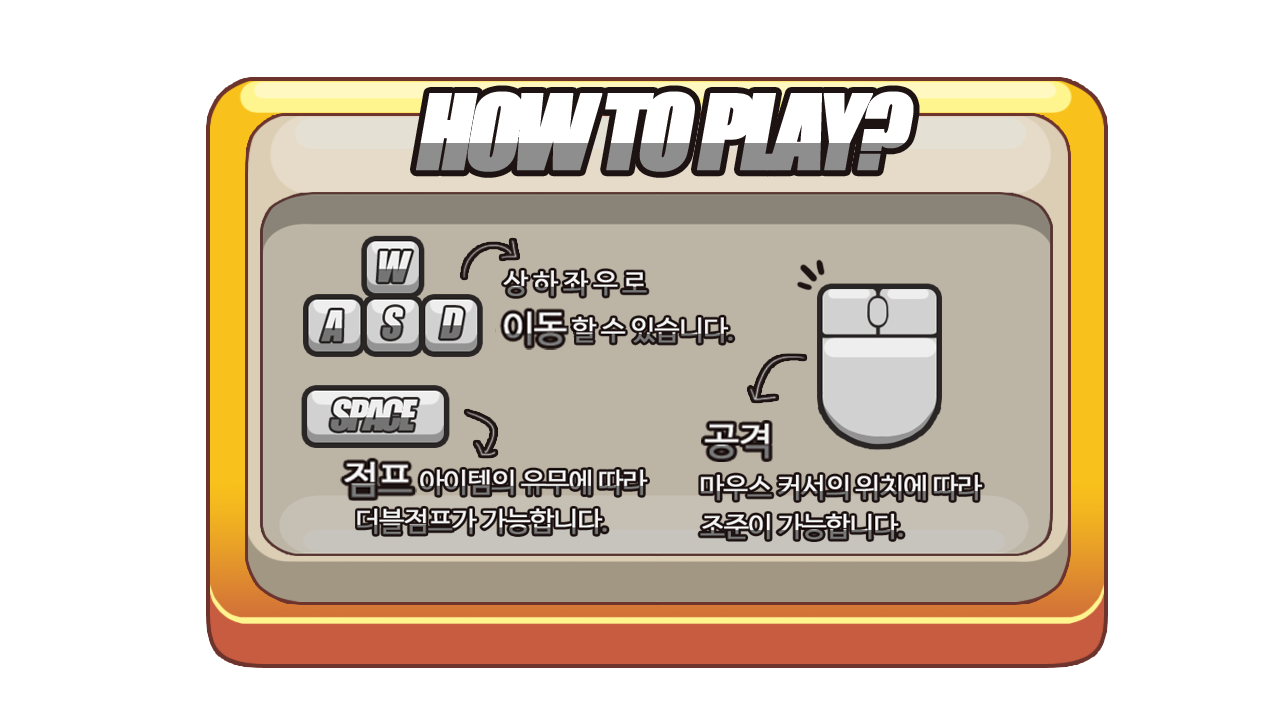 HOW TO PLAY?
W
A S D
상하좌우로
이동 할 수 있습니다.
SPACE
점프 아이템의 유무에 따라
더블점프가 가능합니다.
공격
마우스 커서의 위치에 따라
조준이 가능합니다.